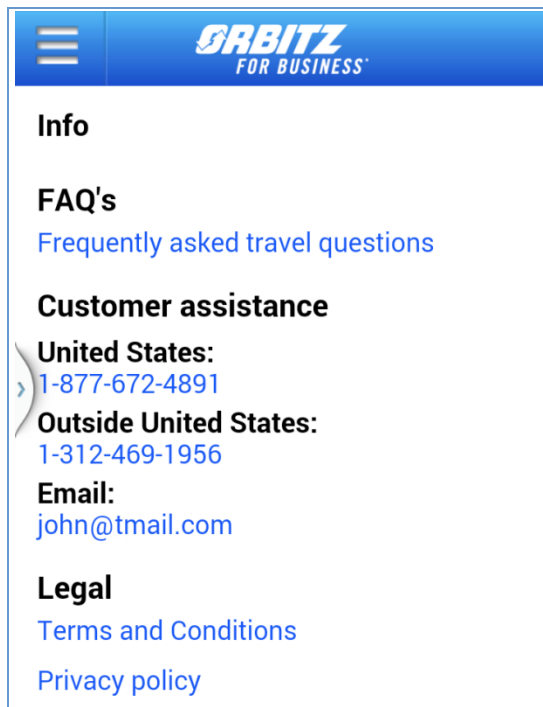 ORBITZ
FOR BUSINESS
Info
FAQ's
Frequently asked travel questions
Customer assistance
United States:
1-877-672-4891
Outside United States:
1-312-469-1956
Email:
john@tmail.com
Legal
Terms and Conditions
Privacy policy